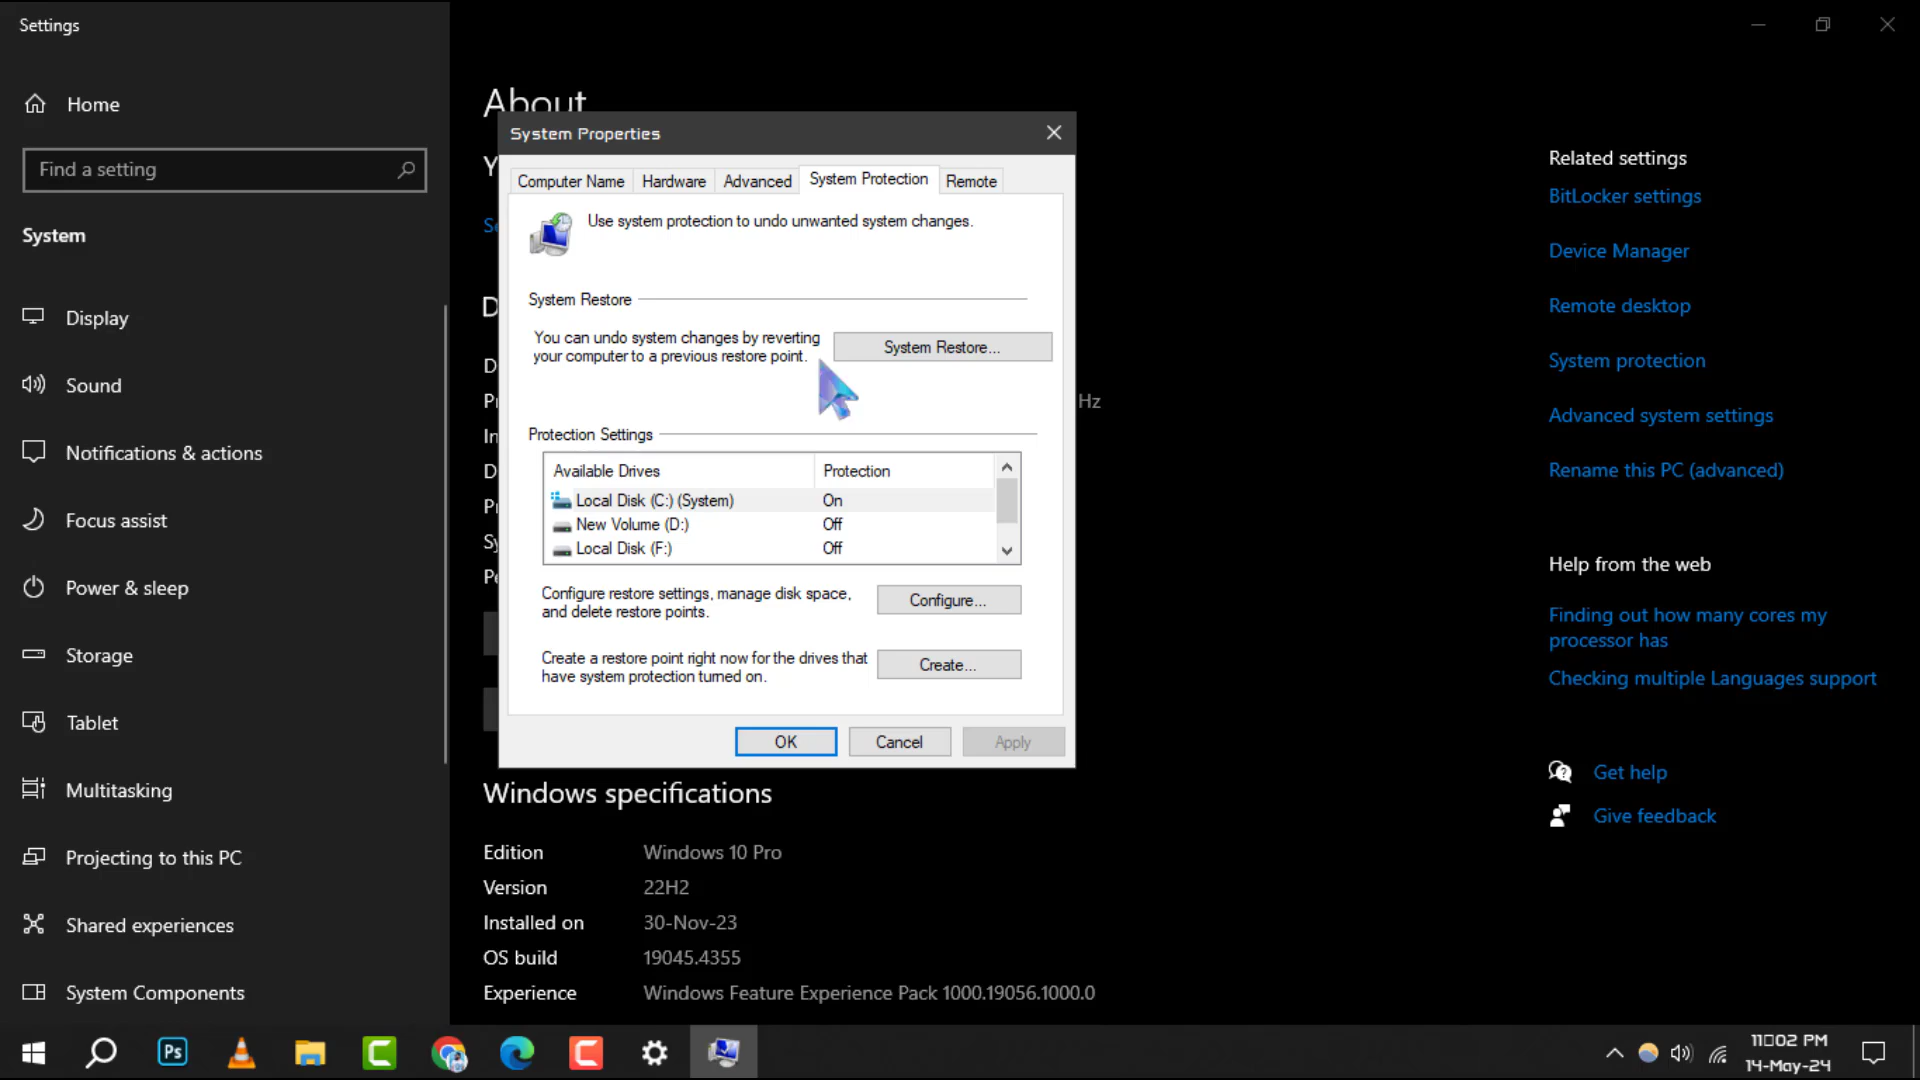 Settings
Home
Find a setting
System
Display
Sound
Notifications & actions
Focus assist
Power & sleep
Storage
Tablet
Multitasking
Projecting to this PC
Shared experiences
System Components
About
System Properties
Computer Name
Hardware
Advanced
System Protection
Remote
Use system protection to undo unwanted system changes.
System Restore
You can undo system changes by reverting
your computer to a previous restore point.
System Restore...
Protection Settings
Available Drives Protection
Local Disk (C:) (System) On
New Volume (D:) Off
Local Disk (F:) Off
Configure restore settings, manage disk space,
and delete restore points.
Configure...
Create a restore point right now for the drives that
have system protection turned on.
Create...
OK
Cancel
Apply
Hz
Windows specifications
Edition Windows 10 Pro
Version 22H2
Installed on 30-Nov-23
OS build 19045.4355
Experience Windows Feature Experience Pack 1000.19056.1000.0
Related settings
BitLocker settings
Device Manager
Remote desktop
System protection
Advanced system settings
Rename this PC (advanced)
Help from the web
Finding out how many cores my
processor has
Checking multiple Languages support
Get help
Give feedback
Ps
11□02 PM
14-May-24